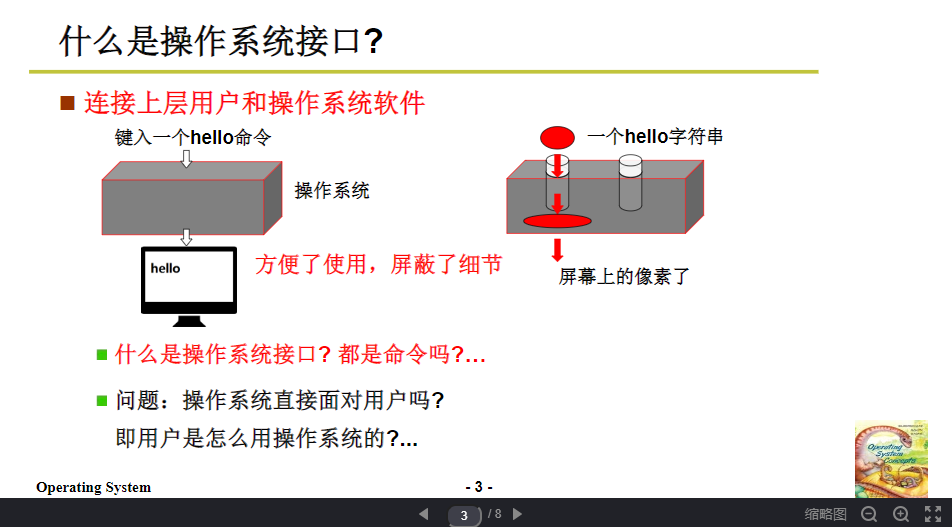 什么是操作系统接口?
连接上层用户和操作系统软件
键入一个hello命令
一个hello字符串
操作系统
hello
方便了使用，屏蔽了细节
屏幕上的像素了
什么是操作系统接口? 都是命令吗?…
问题：操作系统直接面对用户吗?
即用户是怎么用操作系统的?...
Operating
System
Concepts
Operating System
- 3 -
3 / 8
缩略图